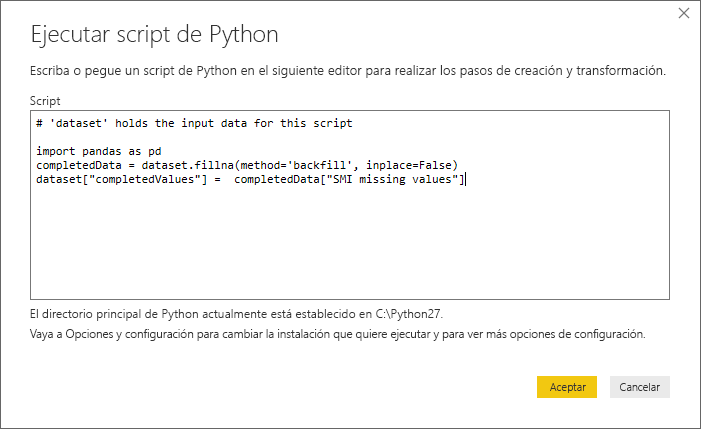 Ejecutar script de Python
Escriba o pegue un script de Python en el siguiente editor para realizar los pasos de creación y transformación.
Script
# 'dataset' holds the input data for this script
import pandas as pd
completedData = dataset.fillna(method='backfill', inplace=False)
dataset["completedValues"] =  completedData["SMI missing values"]
El directorio principal de Python actualmente está establecido en C:\Python27.
Vaya a Opciones y configuración para cambiar la instalación que quiere ejecutar y para ver más opciones de configuración.
Aceptar
Cancelar